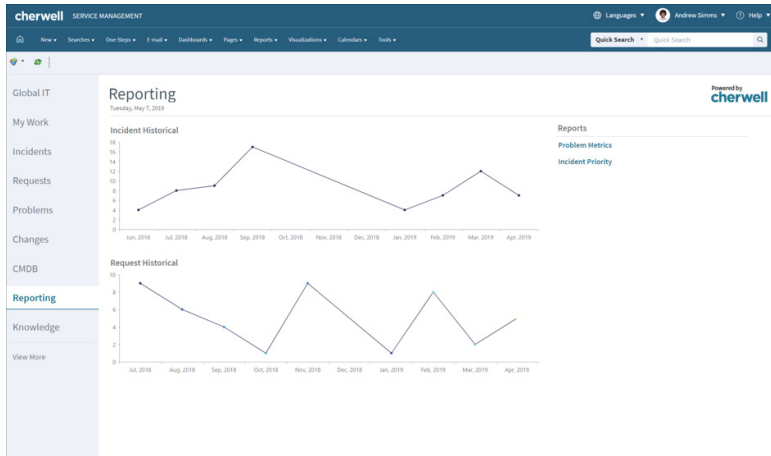 cherwell SERVICE MANAGEMENT
Languages Andrew Simms Help
New Searches One-Steps E-mail Dashboards Pages Reports Visualizations Calendars Tools
Quick Search Quick Search
Global IT
My Work
Incidents
Requests
Problems
Changes
CMDB
Reporting
Knowledge
View More
Reporting
Tuesday, May 7, 2019
Powered by
cherwell
Incident Historical
18
16
14
12
10
8
6
4
2
0
Jun, 2018 Jul, 2018 Aug, 2018 Sep, 2018 Oct, 2018 Nov, 2018 Dec, 2018 Jan, 2019 Feb, 2019 Mar, 2019 Apr, 2019
Request Historical
10
8
6
4
2
0
Jul, 2018 Aug, 2018 Sep, 2018 Oct, 2018 Nov, 2018 Dec, 2018 Jan, 2019 Feb, 2019 Mar, 2019 Apr, 2019
Reports
Problem Metrics
Incident Priority